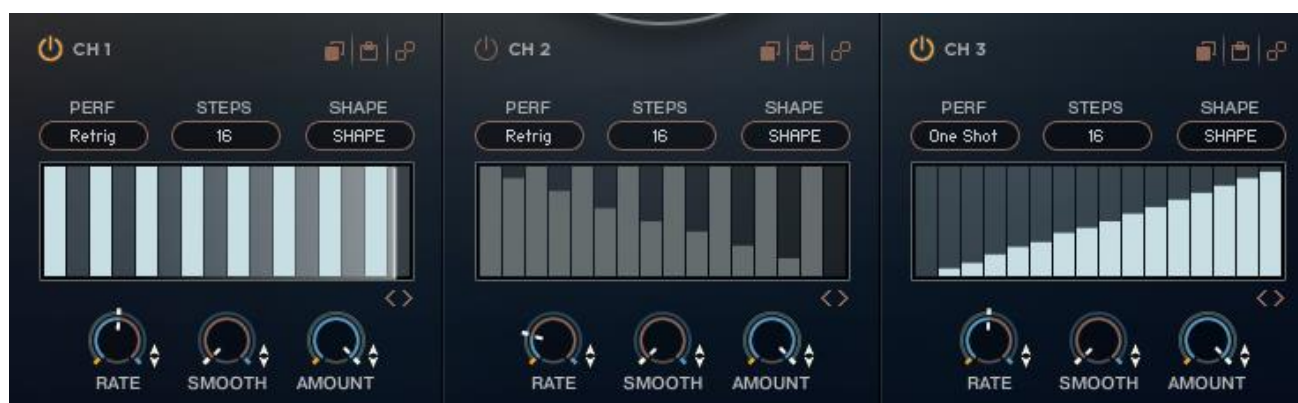 CH 1
PERF STEPS SHAPE
Retrig 16 SHAPE
RATE SMOOTH AMOUNT
CH 2
PERF STEPS SHAPE
Retrig 16 SHAPE
RATE SMOOTH AMOUNT
CH 3
PERF STEPS SHAPE
One Shot 16 SHAPE
RATE SMOOTH AMOUNT